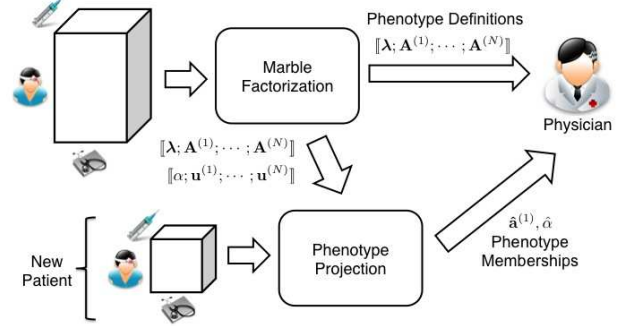 Phenotype Definitions
⟦λ; A⁽¹⁾; ⋯ ; A⁽ᴺ⁾⟧
Marble
Factorization
Physician
⟦λ; A⁽¹⁾; ⋯ ; A⁽ᴺ⁾⟧
⟦α; u⁽¹⁾; ⋯ ; u⁽ᴺ⁾⟧
New
Patient
Phenotype
Projection
â⁽¹⁾, α̂
Phenotype
Memberships